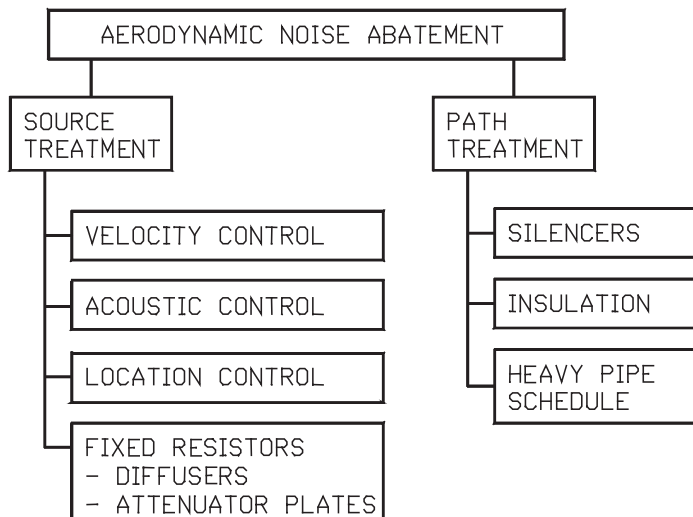 AERODYNAMIC NOISE ABATEMENT
SOURCE
TREATMENT
VELOCITY CONTROL
ACOUSTIC CONTROL
LOCATION CONTROL
FIXED RESISTORS
- DIFFUSERS
- ATTENUATOR PLATES
PATH
TREATMENT
SILENCERS
INSULATION
HEAVY PIPE
SCHEDULE